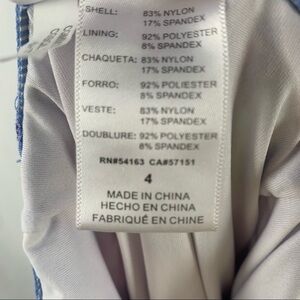 SHELL: 83% NYLON
17% SPANDEX
LINING: 92% POLYESTER
8% SPANDEX
CHAQUETA: 83% NYLON
17% SPANDEX
FORRO: 92% POLIESTER
8% SPANDEX
VESTE: 83% NYLON
17% SPANDEX
DOUBLURE: 92% POLYESTER
8% SPANDEX
RN#54163 CA#57151
4
MADE IN CHINA
HECHO EN CHINA
FABRIQUÉ EN CHINE